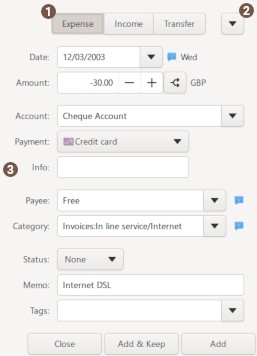 1 2
Expense Income Transfer
Date: 12/03/2003 Wed
Amount: -30.00 − + GBP
Account: Cheque Account
Payment: Credit card
3 Info:
Payee: Free
Category: Invoices:In line service/Internet
Status: None
Memo: Internet DSL
Tags:
Close Add & Keep Add